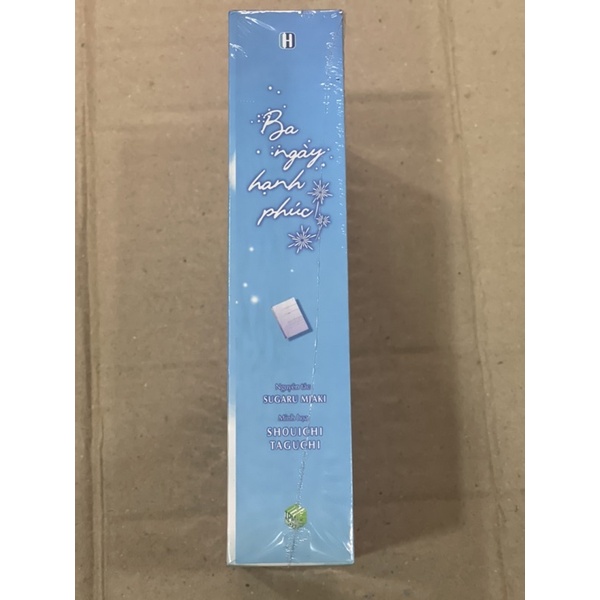 H
Ba
ngày
hạnh
phúc
Nguyên tác:
SUGARU MIAKI
Minh họa:
SHOUICHI
TAGUCHI